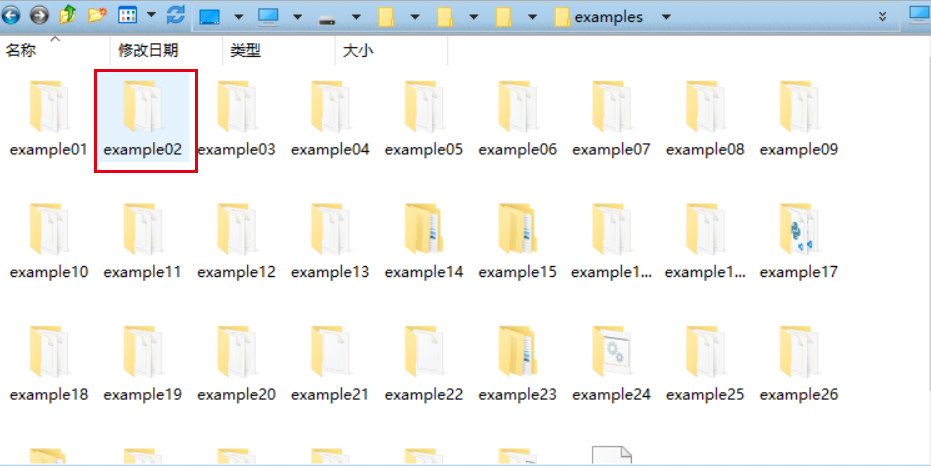 examples
名称 修改日期 类型 大小
example01 example02 example03 example04 example05 example06 example07 example08 example09
example10 example11 example12 example13 example14 example15 example1... example1... example17
example18 example19 example20 example21 example22 example23 example24 example25 example26